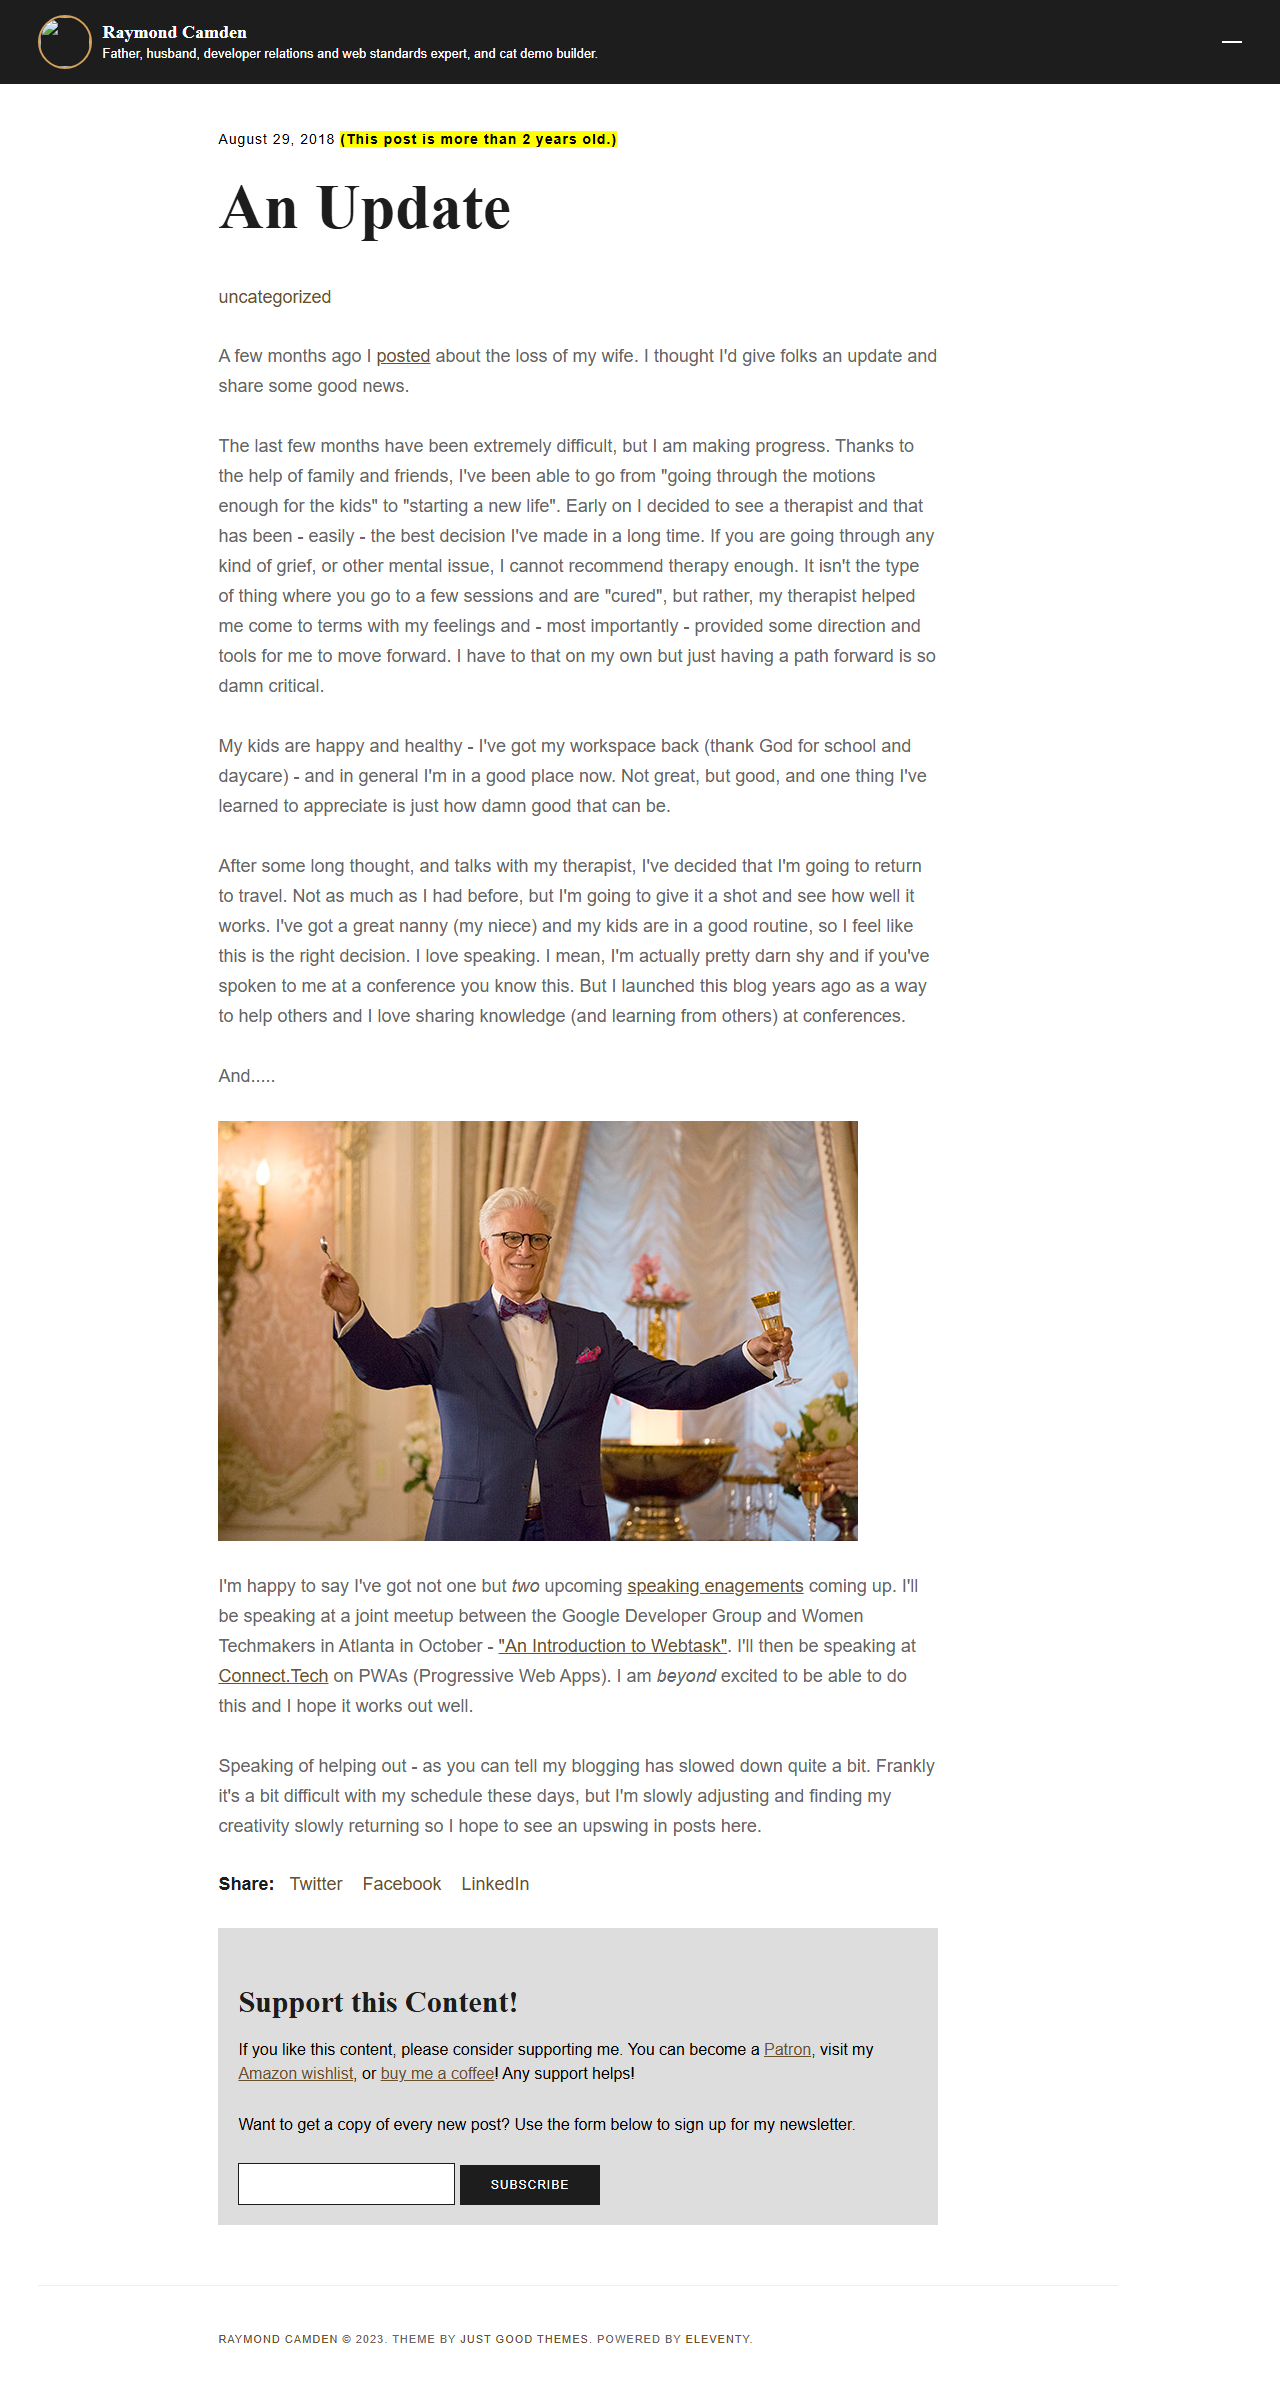 Raymond Camden
Father, husband, developer relations and web standards expert, and cat demo builder.
August 29, 2018 (This post is more than 2 years old.)
An Update
uncategorized
A few months ago I posted about the loss of my wife. I thought I'd give folks an update and
share some good news.
The last few months have been extremely difficult, but I am making progress. Thanks to
the help of family and friends, I've been able to go from "going through the motions
enough for the kids" to "starting a new life". Early on I decided to see a therapist and that
has been - easily - the best decision I've made in a long time. If you are going through any
kind of grief, or other mental issue, I cannot recommend therapy enough. It isn't the type
of thing where you go to a few sessions and are "cured", but rather, my therapist helped
me come to terms with my feelings and - most importantly - provided some direction and
tools for me to move forward. I have to that on my own but just having a path forward is so
damn critical.
My kids are happy and healthy - I've got my workspace back (thank God for school and
daycare) - and in general I'm in a good place now. Not great, but good, and one thing I've
learned to appreciate is just how damn good that can be.
After some long thought, and talks with my therapist, I've decided that I'm going to return
to travel. Not as much as I had before, but I'm going to give it a shot and see how well it
works. I've got a great nanny (my niece) and my kids are in a good routine, so I feel like
this is the right decision. I love speaking. I mean, I'm actually pretty darn shy and if you've
spoken to me at a conference you know this. But I launched this blog years ago as a way
to help others and I love sharing knowledge (and learning from others) at conferences.
And.....
I'm happy to say I've got not one but two upcoming speaking enagements coming up. I'll
be speaking at a joint meetup between the Google Developer Group and Women
Techmakers in Atlanta in October - "An Introduction to Webtask". I'll then be speaking at
Connect.Tech on PWAs (Progressive Web Apps). I am beyond excited to be able to do
this and I hope it works out well.
Speaking of helping out - as you can tell my blogging has slowed down quite a bit. Frankly
it's a bit difficult with my schedule these days, but I'm slowly adjusting and finding my
creativity slowly returning so I hope to see an upswing in posts here.
Share: Twitter Facebook LinkedIn
Support this Content!
If you like this content, please consider supporting me. You can become a Patron, visit my
Amazon wishlist, or buy me a coffee! Any support helps!
Want to get a copy of every new post? Use the form below to sign up for my newsletter.
SUBSCRIBE
RAYMOND CAMDEN © 2023. THEME BY JUST GOOD THEMES. POWERED BY ELEVENTY.